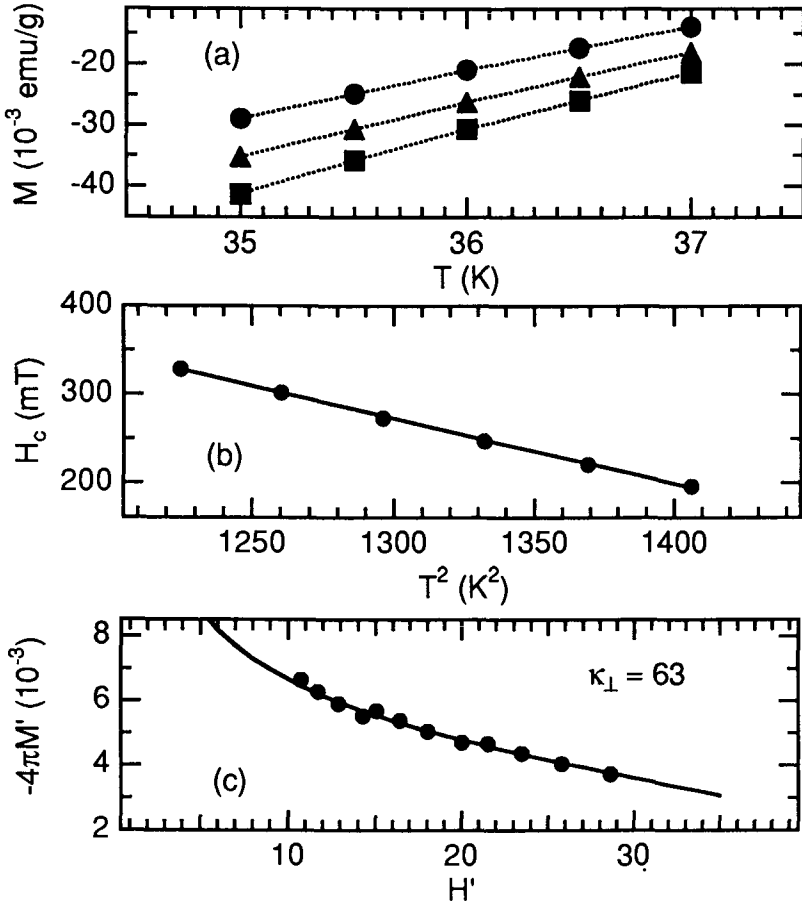 (a)
M (10⁻³ emu/g)
-20
-30
-40
35 36 37
T (K)
400
300
200
H_c (mT)
(b)
1250 1300 1350 1400
T² (K²)
8
6
4
2
-4πM' (10⁻³)
κ⊥ = 63
(c)
10 20 30
H'